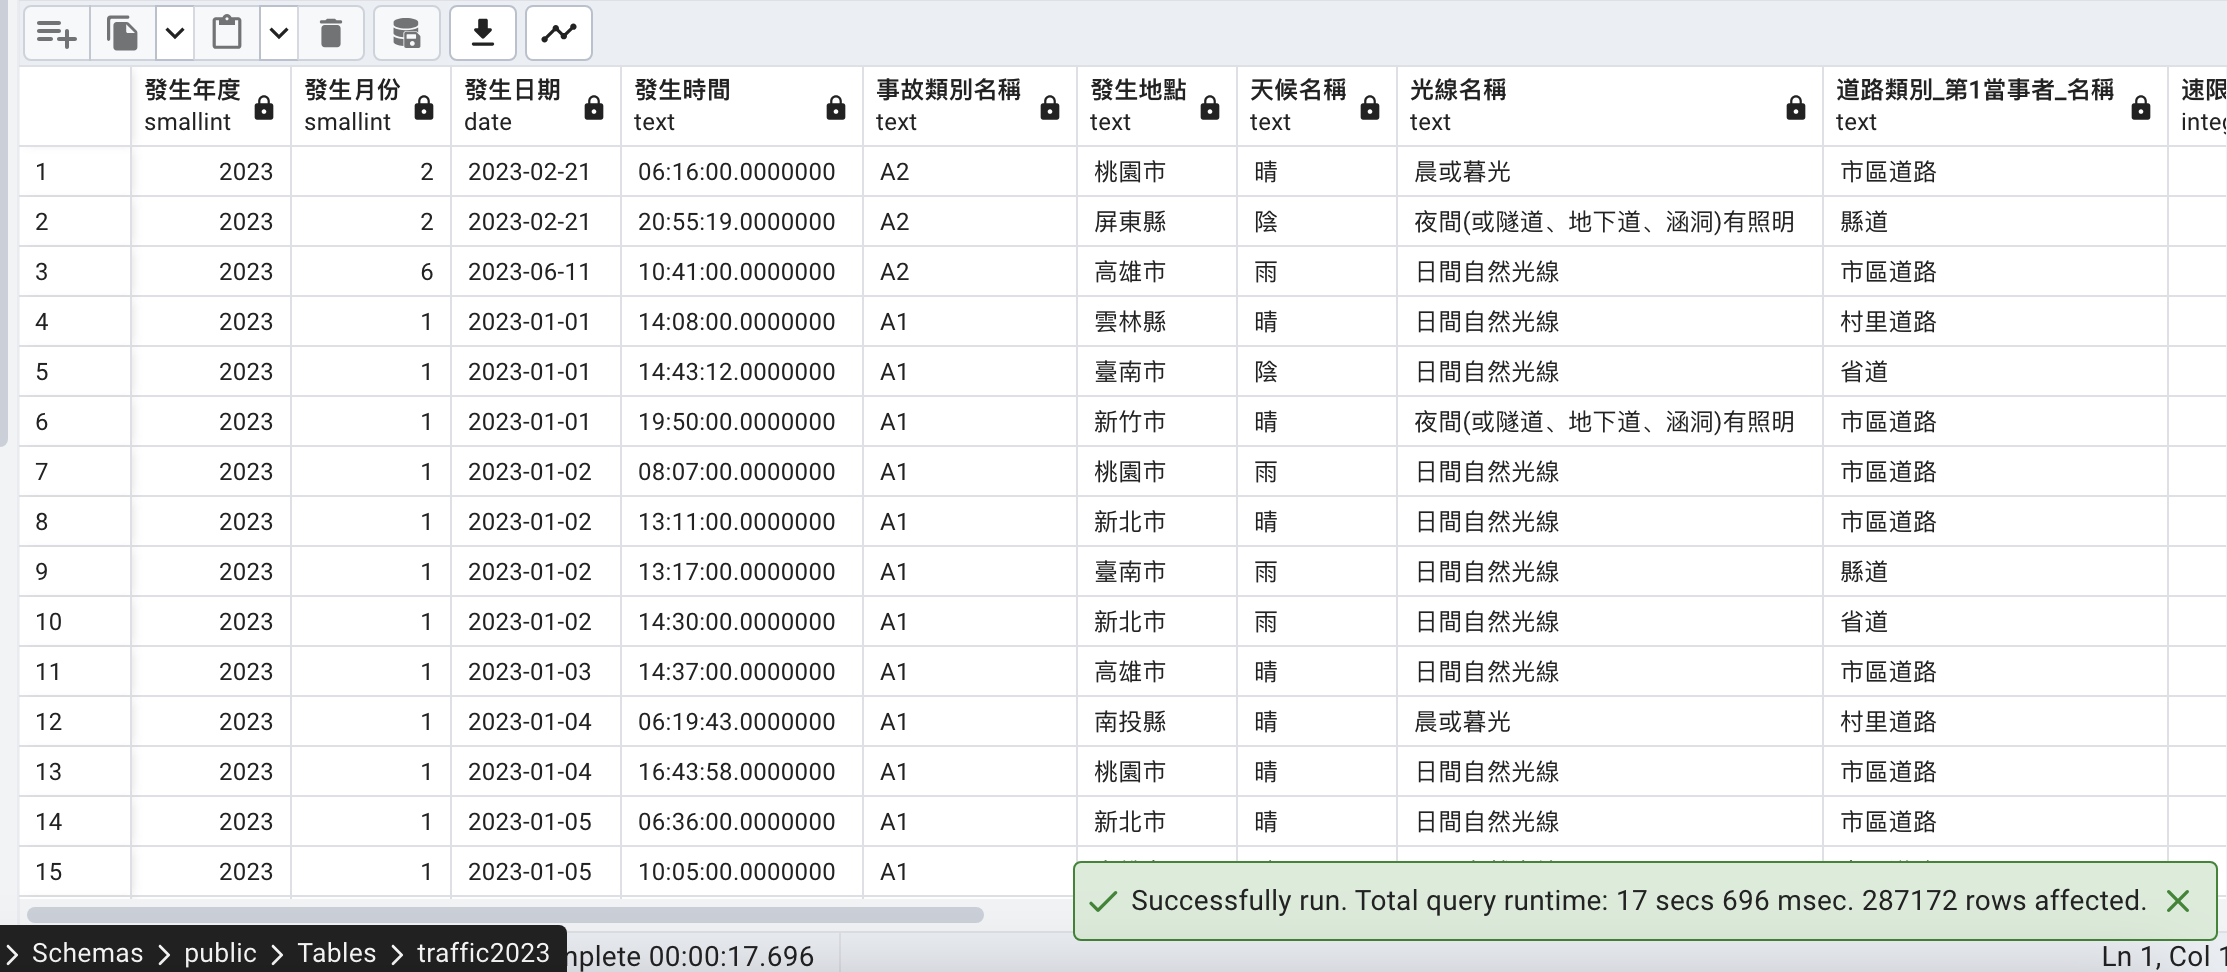 發生年度 發生月份 發生日期 發生時間 事故類別名稱 發生地點 天候名稱 光線名稱 道路類別_第1當事者_名稱 速限
smallint smallint date text text text text text text integ
1 2023 2 2023-02-21 06:16:00.0000000 A2 桃園市 晴 晨或暮光 市區道路
2 2023 2 2023-02-21 20:55:19.0000000 A2 屏東縣 陰 夜間(或隧道、地下道、涵洞)有照明 縣道
3 2023 6 2023-06-11 10:41:00.0000000 A2 高雄市 雨 日間自然光線 市區道路
4 2023 1 2023-01-01 14:08:00.0000000 A1 雲林縣 晴 日間自然光線 村里道路
5 2023 1 2023-01-01 14:43:12.0000000 A1 臺南市 陰 日間自然光線 省道
6 2023 1 2023-01-01 19:50:00.0000000 A1 新竹市 晴 夜間(或隧道、地下道、涵洞)有照明 市區道路
7 2023 1 2023-01-02 08:07:00.0000000 A1 桃園市 雨 日間自然光線 市區道路
8 2023 1 2023-01-02 13:11:00.0000000 A1 新北市 晴 日間自然光線 市區道路
9 2023 1 2023-01-02 13:17:00.0000000 A1 臺南市 雨 日間自然光線 縣道
10 2023 1 2023-01-02 14:30:00.0000000 A1 新北市 雨 日間自然光線 省道
11 2023 1 2023-01-03 14:37:00.0000000 A1 高雄市 晴 日間自然光線 市區道路
12 2023 1 2023-01-04 06:19:43.0000000 A1 南投縣 晴 晨或暮光 村里道路
13 2023 1 2023-01-04 16:43:58.0000000 A1 桃園市 晴 日間自然光線 市區道路
14 2023 1 2023-01-05 06:36:00.0000000 A1 新北市 晴 日間自然光線 市區道路
15 2023 1 2023-01-05 10:05:00.0000000 A1
Successfully run. Total query runtime: 17 secs 696 msec. 287172 rows affected.
Schemas > public > Tables > traffic2023 mplete 00:00:17.696 Ln 1, Col 1